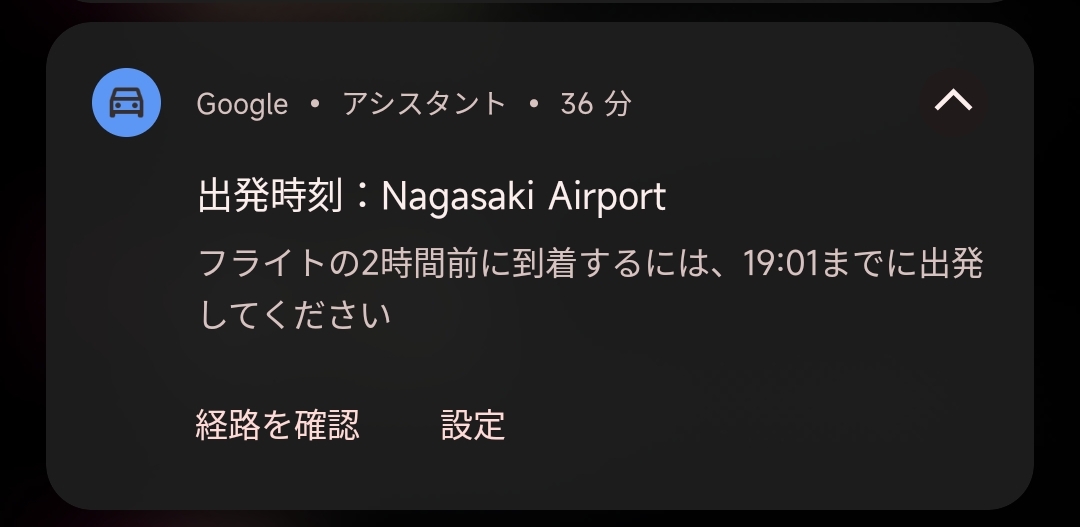 Google • アシスタント • 36 分
出発時刻：Nagasaki Airport
フライトの2時間前に到着するには、19:01までに出発
してください
経路を確認 設定